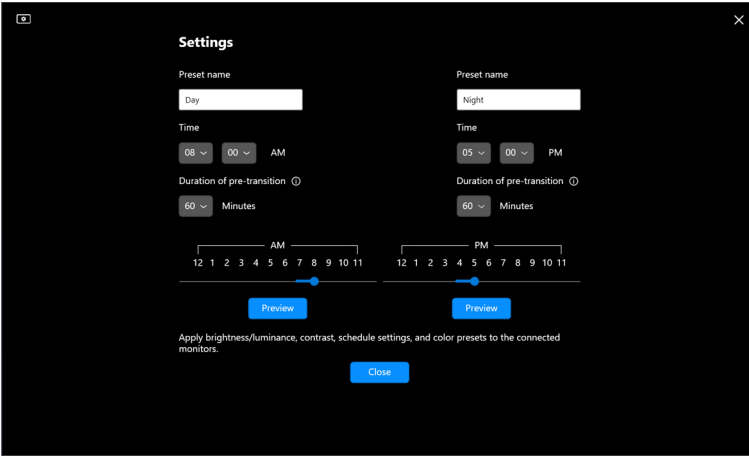 Settings
Preset name
Preset name
Day
Night
Time
Time
08 00 AM
05 00 PM
Duration of pre-transition
Duration of pre-transition
60 Minutes
60 Minutes
AM
PM
12 1 2 3 4 5 6 7 8 9 10 11
12 1 2 3 4 5 6 7 8 9 10 11
Preview
Preview
Apply brightness/luminance, contrast, schedule settings, and color presets to the connected
monitors.
Close